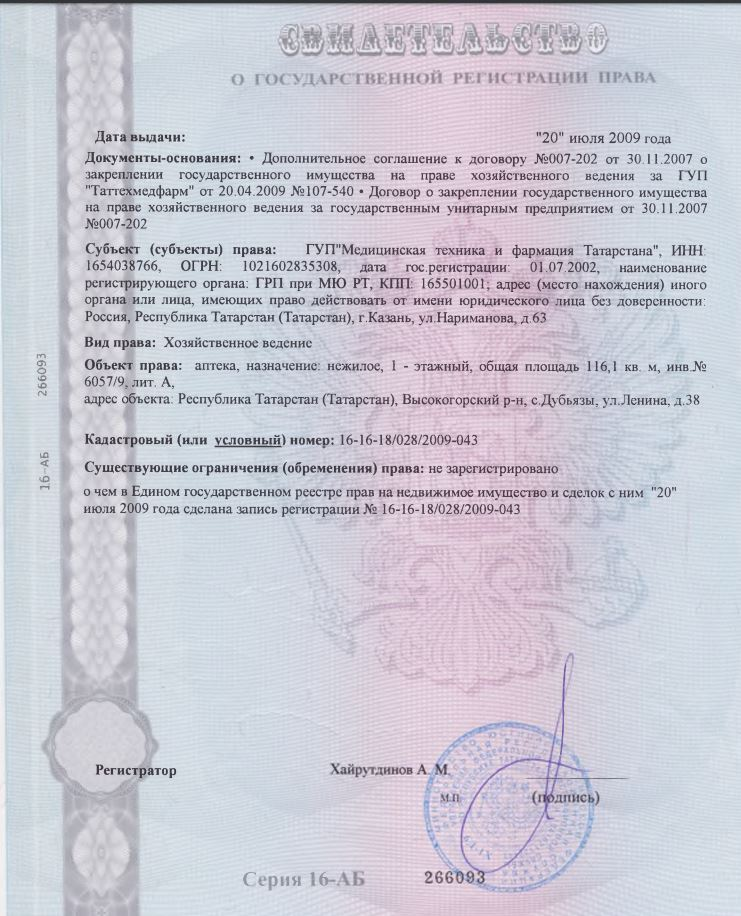 СВИДЕТЕЛЬСТВО
О ГОСУДАРСТВЕННОЙ РЕГИСТРАЦИИ ПРАВА
Дата выдачи: "20" июля 2009 года
Документы-основания: • Дополнительное соглашение к договору №007-202 от 30.11.2007 о
закреплении государственного имущества на праве хозяйственного ведения за ГУП
"Таттехмедфарм" от 20.04.2009 №107-540 • Договор о закреплении государственного имущества
на праве хозяйственного ведения за государственным унитарным предприятием от 30.11.2007
№007-202
Субъект (субъекты) права: ГУП"Медицинская техника и фармация Татарстана", ИНН:
1654038766, ОГРН: 1021602835308, дата гос.регистрации: 01.07.2002, наименование
регистрирующего органа: ГРП при МЮ РТ, КПП: 165501001; адрес (место нахождения) иного
органа или лица, имеющих право действовать от имени юридического лица без доверенности:
Россия, Республика Татарстан (Татарстан), г.Казань, ул.Нариманова, д.63
Вид права: Хозяйственное ведение
Объект права: аптека, назначение: нежилое, 1 - этажный, общая площадь 116,1 кв. м, инв.№
6057/9, лит. А,
адрес объекта: Республика Татарстан (Татарстан), Высокогорский р-н, с.Дубъязы, ул.Ленина, д.38
Кадастровый (или условный) номер: 16-16-18/028/2009-043
Существующие ограничения (обременения) права: не зарегистрировано
о чем в Едином государственном реестре прав на недвижимое имущество и сделок с ним "20"
июля 2009 года сделана запись регистрации № 16-16-18/028/2009-043
16-АБ 266093
Регистратор Хайрутдинов А. М.
м.п. (подпись)
Серия 16-АБ 266093